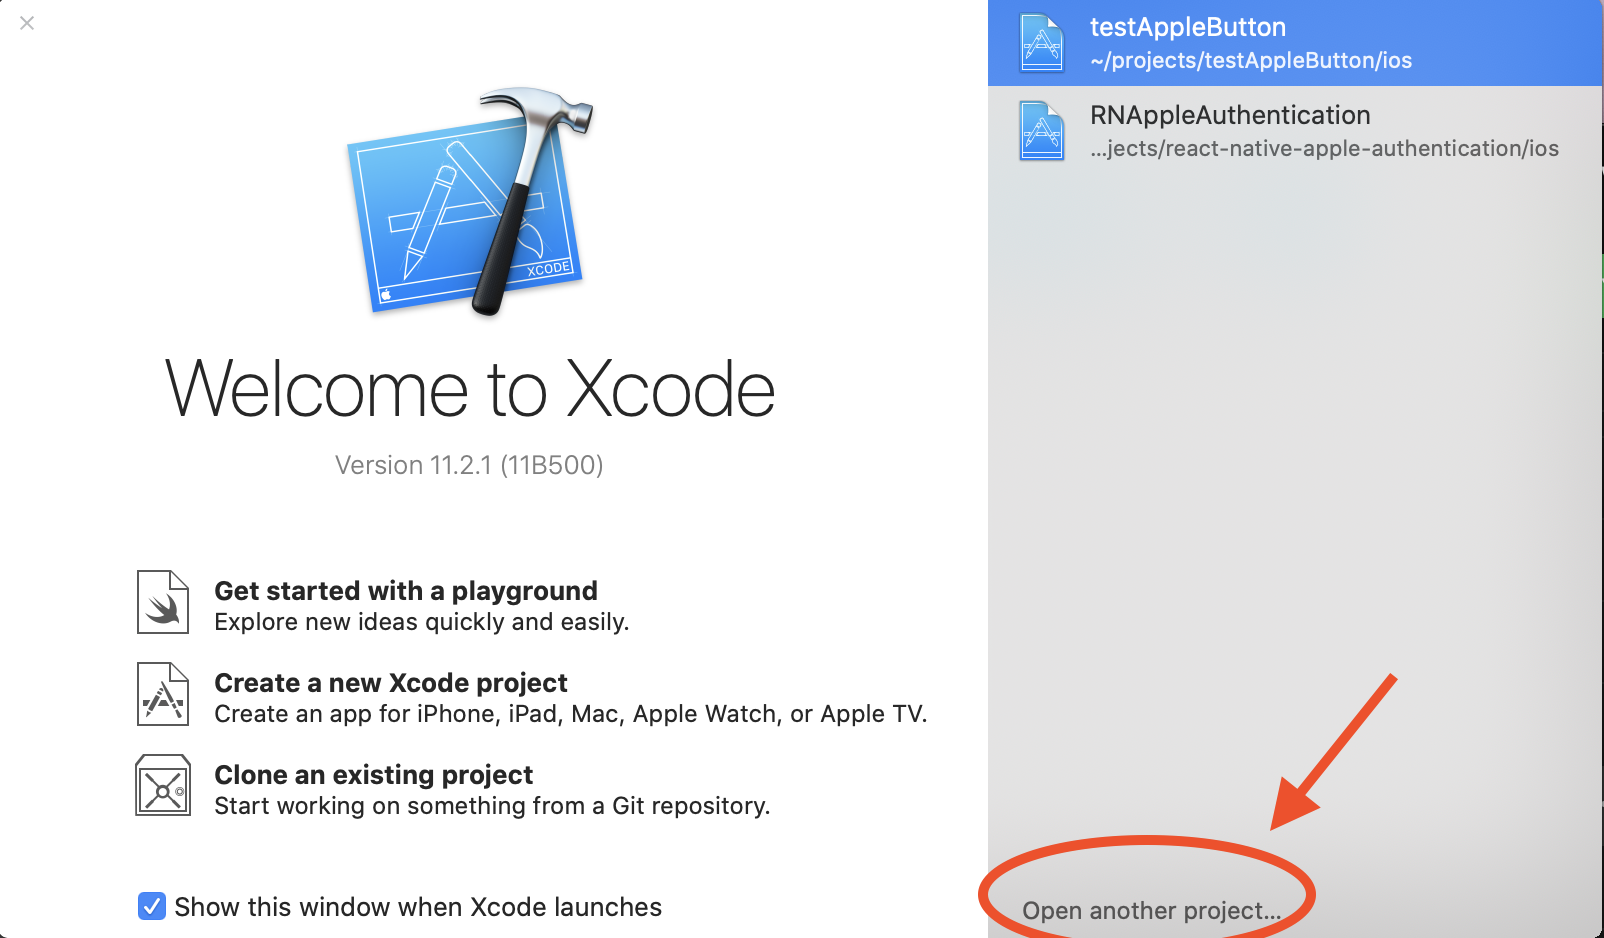 XCODE
Welcome to Xcode
Version 11.2.1 (11B500)
Get started with a playground
Explore new ideas quickly and easily.
Create a new Xcode project
Create an app for iPhone, iPad, Mac, Apple Watch, or Apple TV.
Clone an existing project
Start working on something from a Git repository.
Show this window when Xcode launches
testAppleButton
~/projects/testAppleButton/ios
RNAppleAuthentication
...jects/react-native-apple-authentication/ios
Open another project...